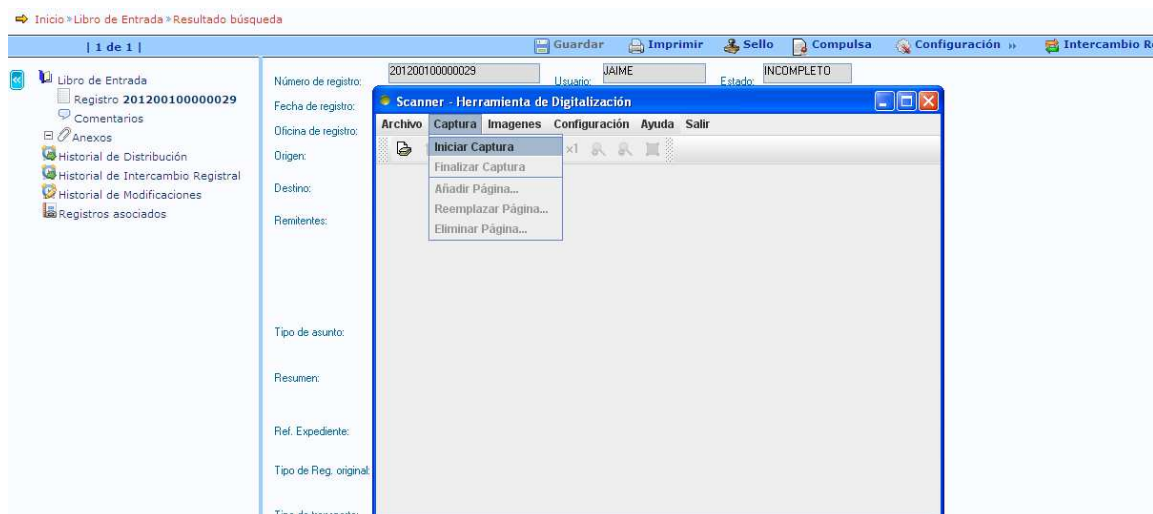 Inicio » Libro de Entrada » Resultado búsqueda
| 1 de 1 |
Guardar Imprimir Sello Compulsa Configuración » Intercambio R
Libro de Entrada
Registro 201200100000029
Comentarios
Anexos
Historial de Distribución
Historial de Intercambio Registral
Historial de Modificaciones
Registros asociados
Número de registro: 201200100000029 Usuario: JAIME Estado: INCOMPLETO
Fecha de registro:
Oficina de registro:
Origen:
Destino:
Remitentes:
Tipo de asunto:
Resumen:
Ref. Expediente:
Tipo de Reg. original:
Tipo de transporte:
Scanner - Herramienta de Digitalización
Archivo Captura Imagenes Configuración Ayuda Salir
x1
Iniciar Captura
Finalizar Captura
Añadir Página...
Reemplazar Página...
Eliminar Página...